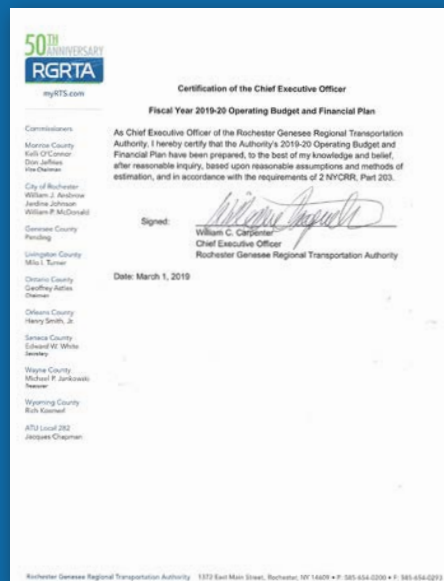 50TH
ANNIVERSARY
RGRTA
myRTS.com
Commissioners
Monroe County
Kelli O'Connor
Don Jeffries
Vice-Chairman
City of Rochester
William J. Ansbrow
Jerdine Johnson
William P. McDonald
Genesee County
Pending
Livingston County
Milo I. Turner
Ontario County
Geoffrey Astles
Chairman
Orleans County
Henry Smith, Jr.
Seneca County
Edward W. White
Secretary
Wayne County
Michael P. Jankowski
Treasurer
Wyoming County
Rich Kosmerl
ATU Local 282
Jacques Chapman
Certification of the Chief Executive Officer
Fiscal Year 2019-20 Operating Budget and Financial Plan
As Chief Executive Officer of the Rochester Genesee Regional Transportation
Authority, I hereby certify that the Authority's 2019-20 Operating Budget and
Financial Plan have been prepared, to the best of my knowledge and belief,
after reasonable inquiry, based upon reasonable assumptions and methods of
estimation, and in accordance with the requirements of 2 NYCRR, Part 203.
Signed:
William C. Carpenter
Chief Executive Officer
Rochester Genesee Regional Transportation Authority
Date: March 1, 2019
Rochester Genesee Regional Transportation Authority 1372 East Main Street, Rochester, NY 14609 • P: 585-654-0200 • F: 585-654-0293